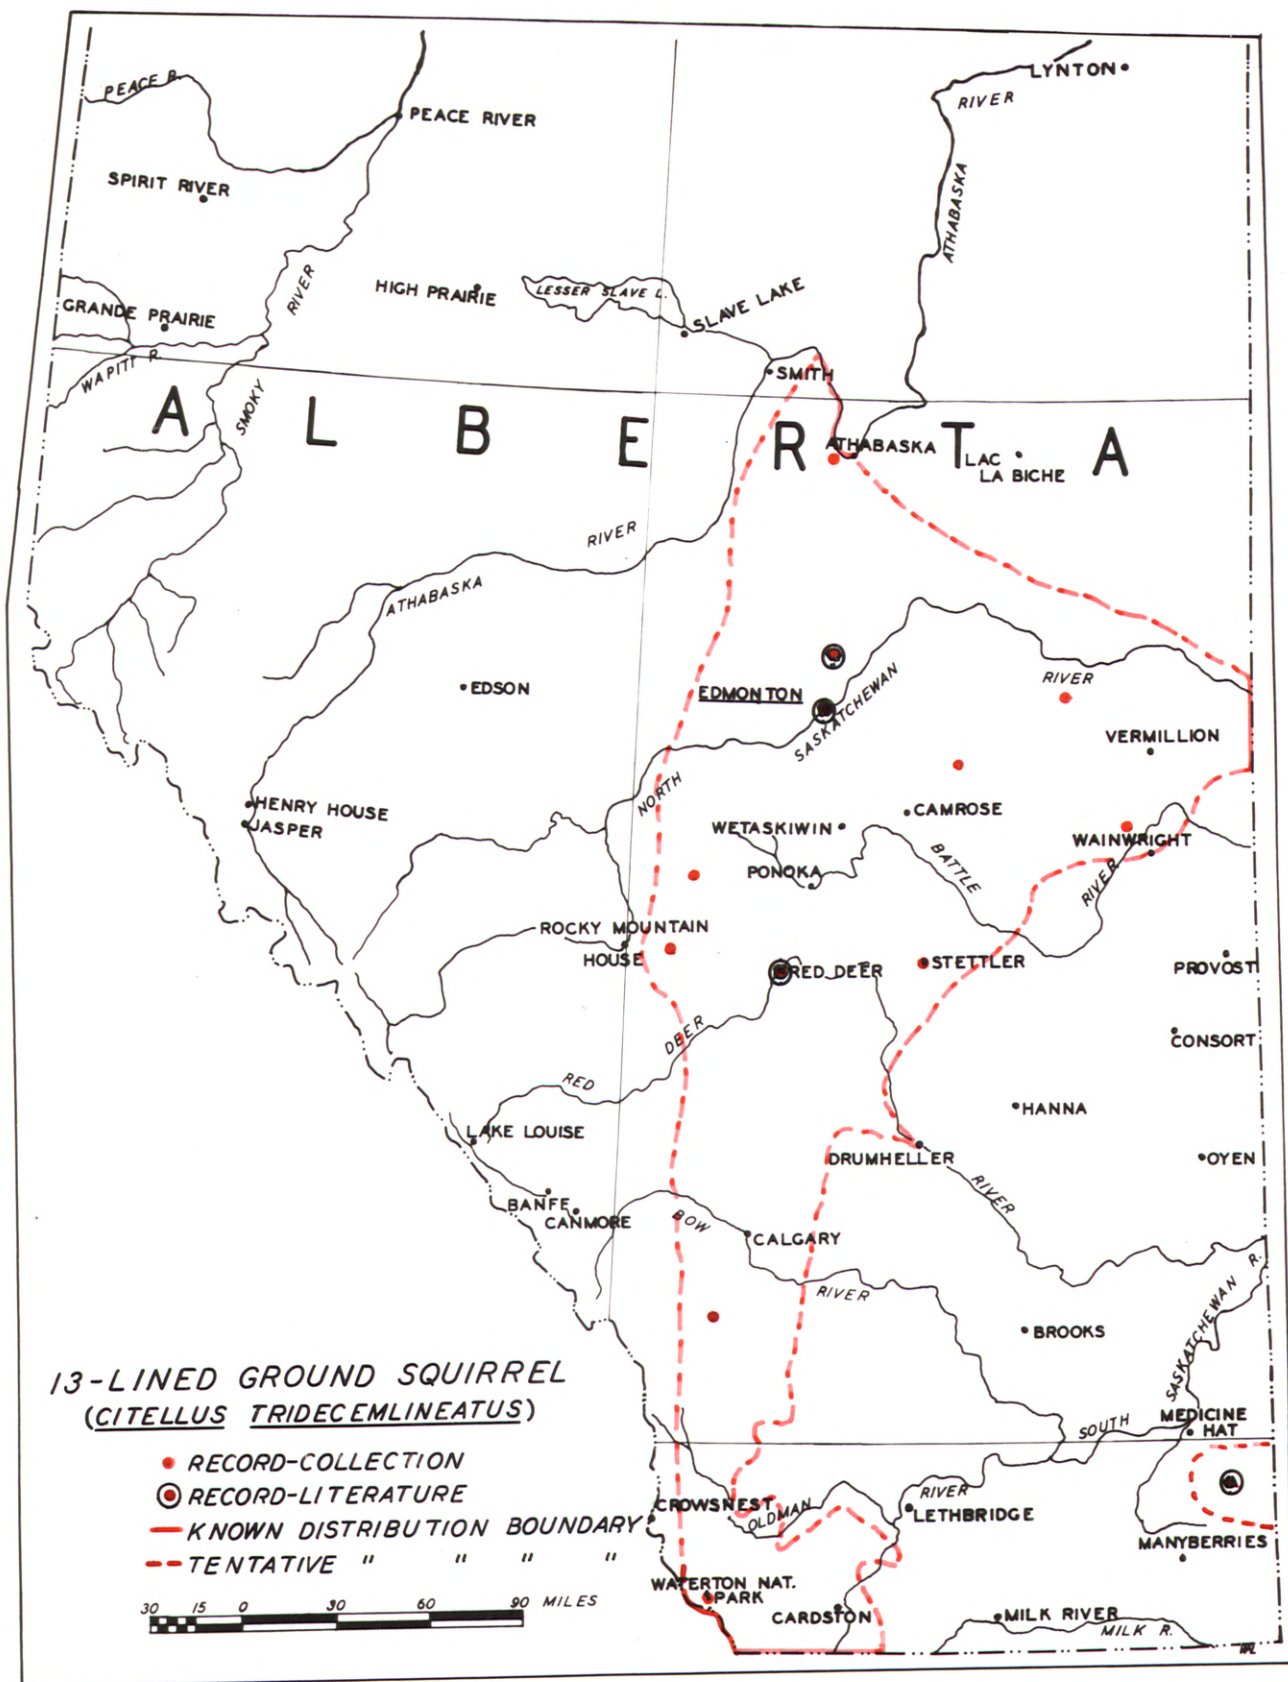 LYNTON
PEACE R.
RIVER
PEACE RIVER
SPIRIT RIVER
ATHABASKA
RIVER
HIGH PRAIRIE
LESSER SLAVE L.
GRANDE PRAIRIE
SLAVE LAKE
WAPITI R.
SMITH
SMOKY
ALBERTA
ATHABASKA
LAC
LA BICHE
RIVER
ATHABASKA
EDSON
EDMONTON
SASKATCHEWAN
RIVER
VERMILLION
NORTH
HENRY HOUSE
JASPER
CAMROSE
WETASKIWIN
WAINWRIGHT
PONOKA
BATTLE
RIVER
ROCKY MOUNTAIN
HOUSE
RED DEER
STETTLER
PROVOST
DEER
CONSORT
RED
HANNA
LAKE LOUISE
DRUMHELLER
OYEN
RIVER
BANFF
CANMORE
BOW
CALGARY
RIVER
SASKATCHEWAN R.
BROOKS
13-LINED GROUND SQUIRREL
(CITELLUS TRIDECEMLINEATUS)
SOUTH
MEDICINE
HAT
RECORD-COLLECTION
RECORD-LITERATURE
CROWSNEST
OLDMAN
RIVER
LETHBRIDGE
KNOWN DISTRIBUTION BOUNDARY
MANYBERRIES
TENTATIVE " " " "
WATERTON NAT.
PARK
CARDSTON
MILK RIVER
MILK R.
30 15 0 30 60 90 MILES